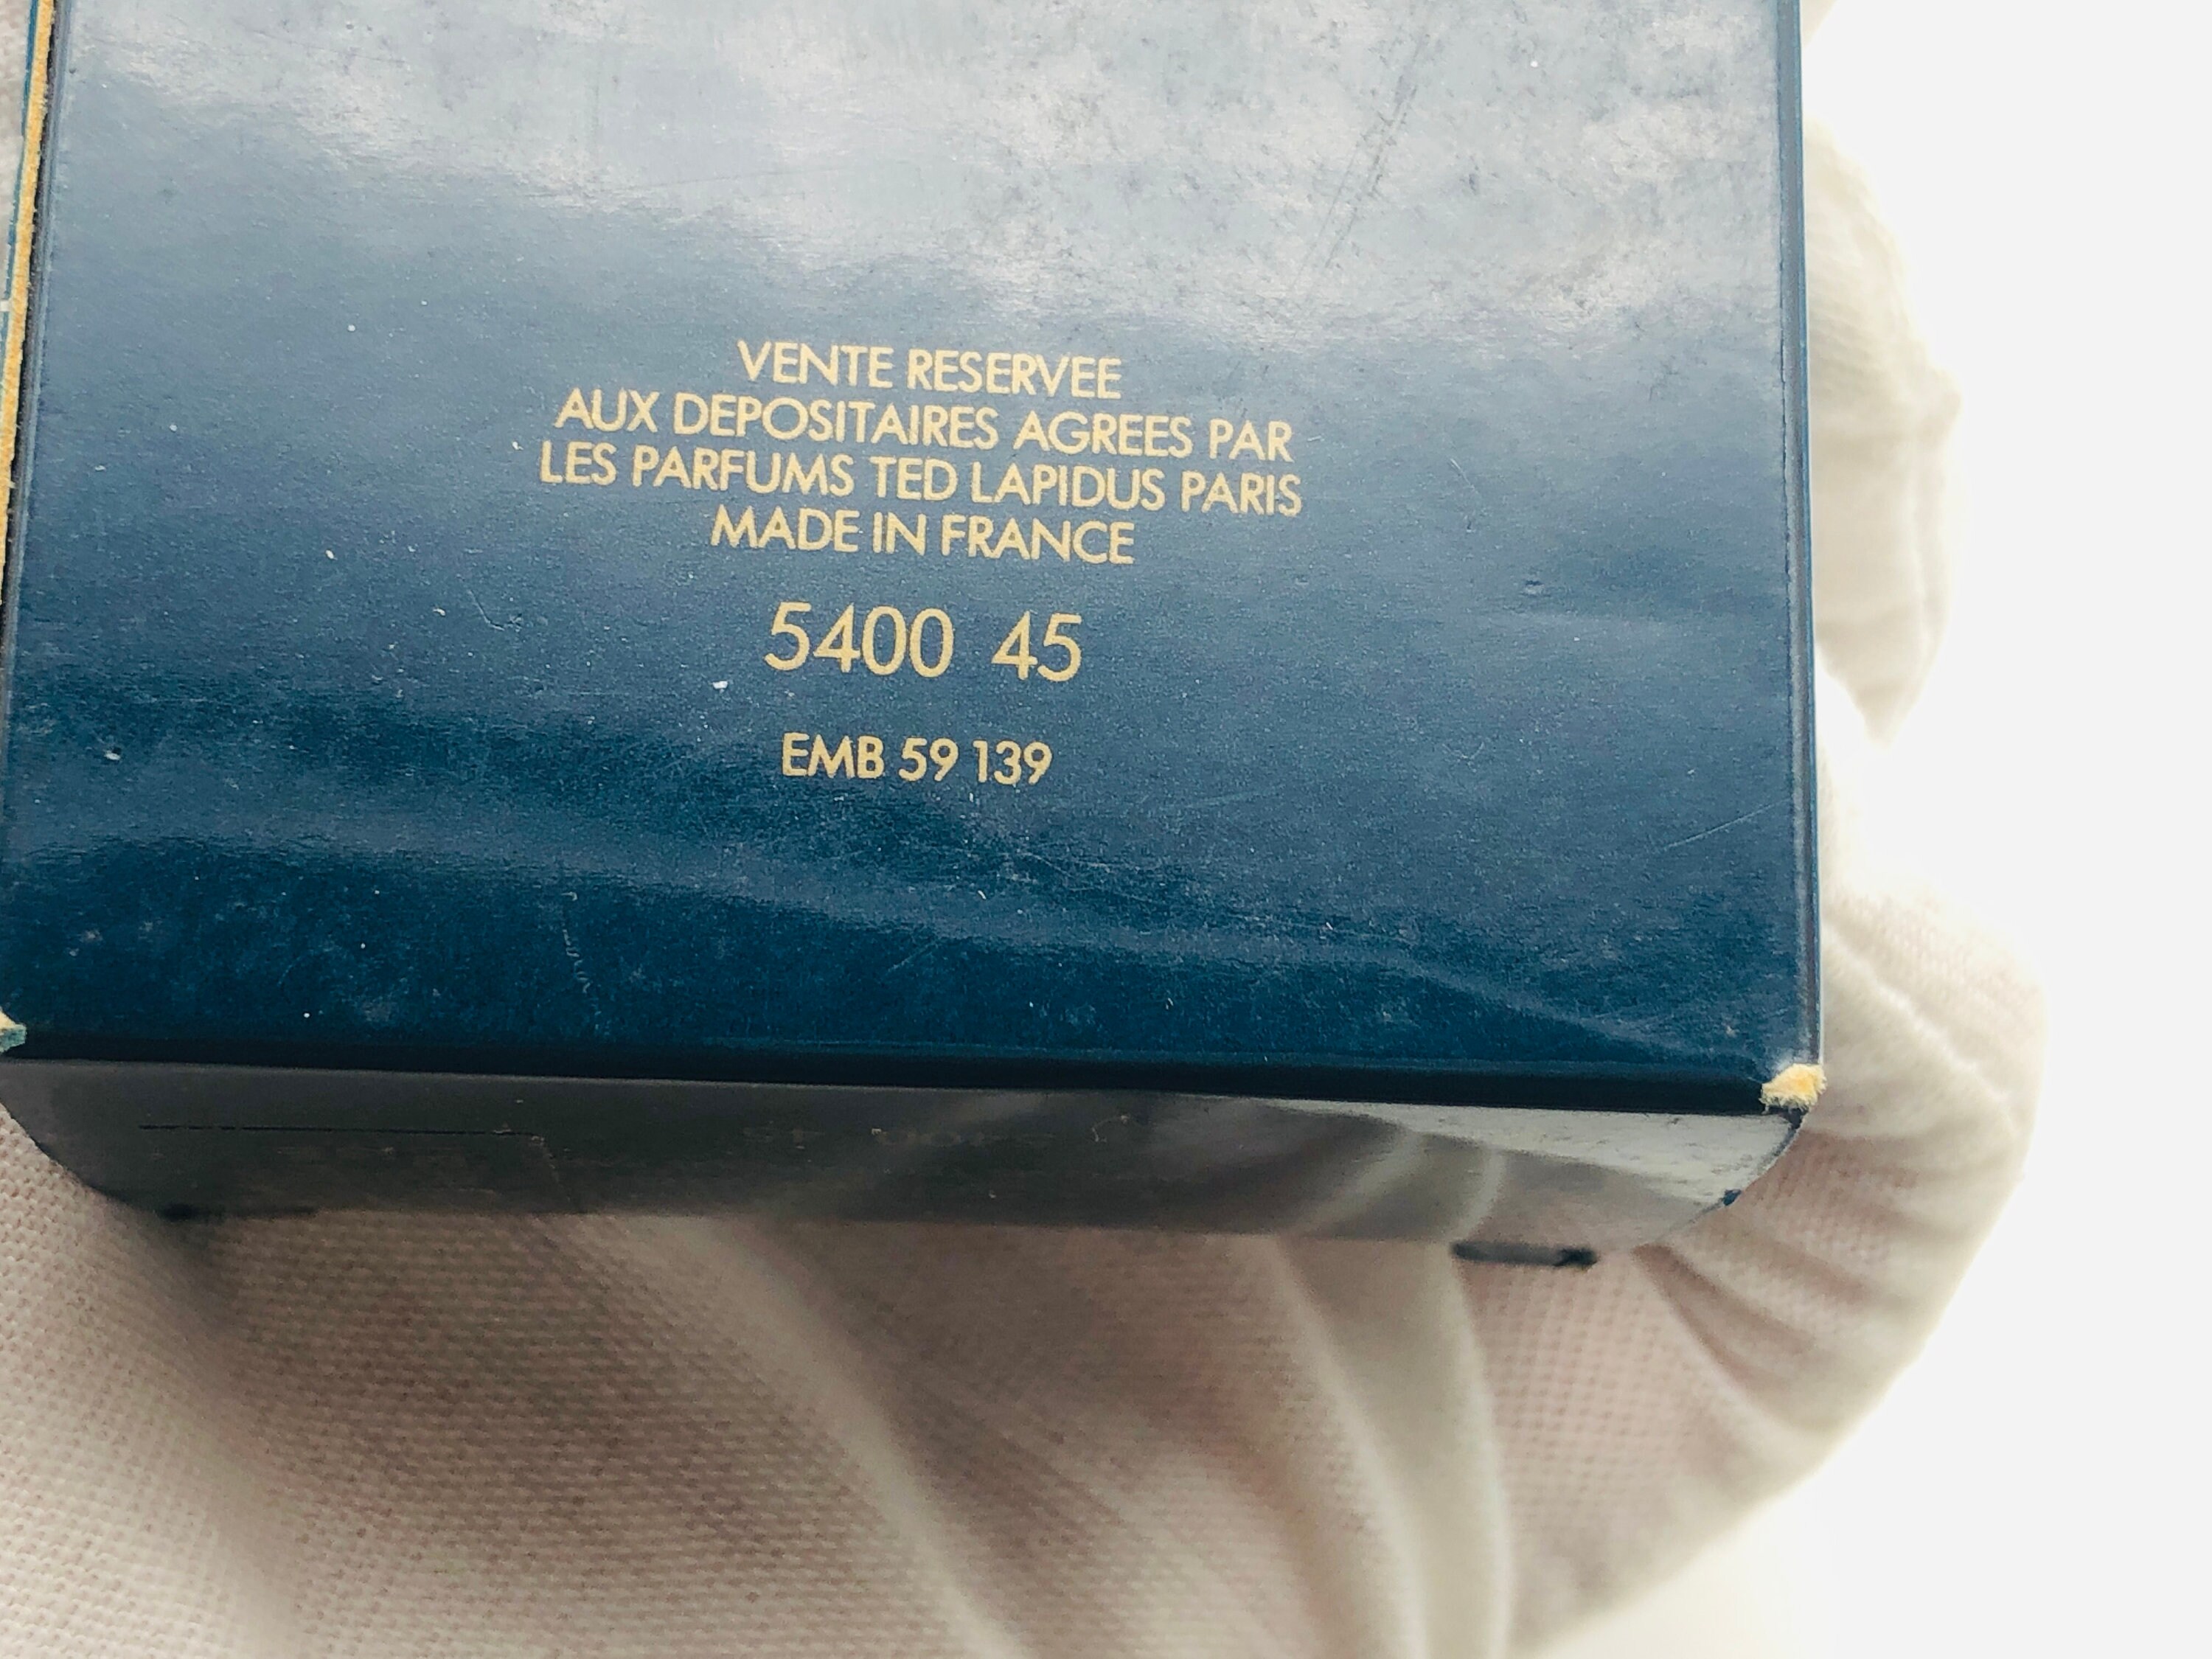 VENTE RESERVEE
AUX DEPOSITAIRES AGREES PAR
LES PARFUMS TED LAPIDUS PARIS
MADE IN FRANCE
5400 45
EMB 59 139